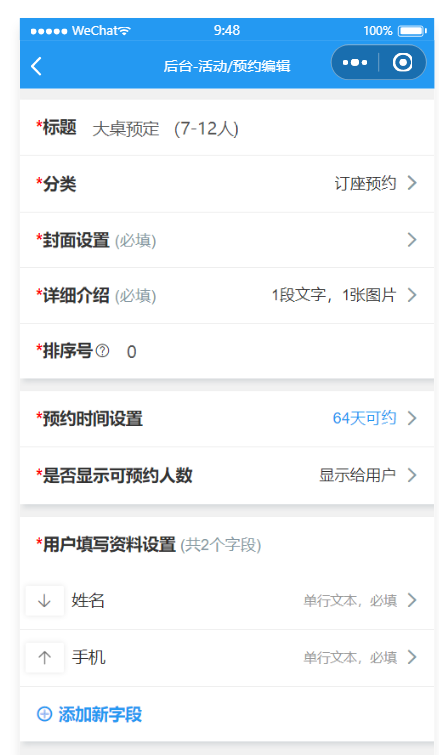 WeChat 9:48 100%
后台-活动/预约编辑
*标题 大桌预定 (7-12人)
*分类 订座预约
*封面设置 (必填)
*详细介绍 (必填) 1段文字，1张图片
*排序号? 0
*预约时间设置 64天可约
*是否显示可预约人数 显示给用户
*用户填写资料设置 (共2个字段)
↓ 姓名 单行文本，必填
↑ 手机 单行文本，必填
⊕ 添加新字段